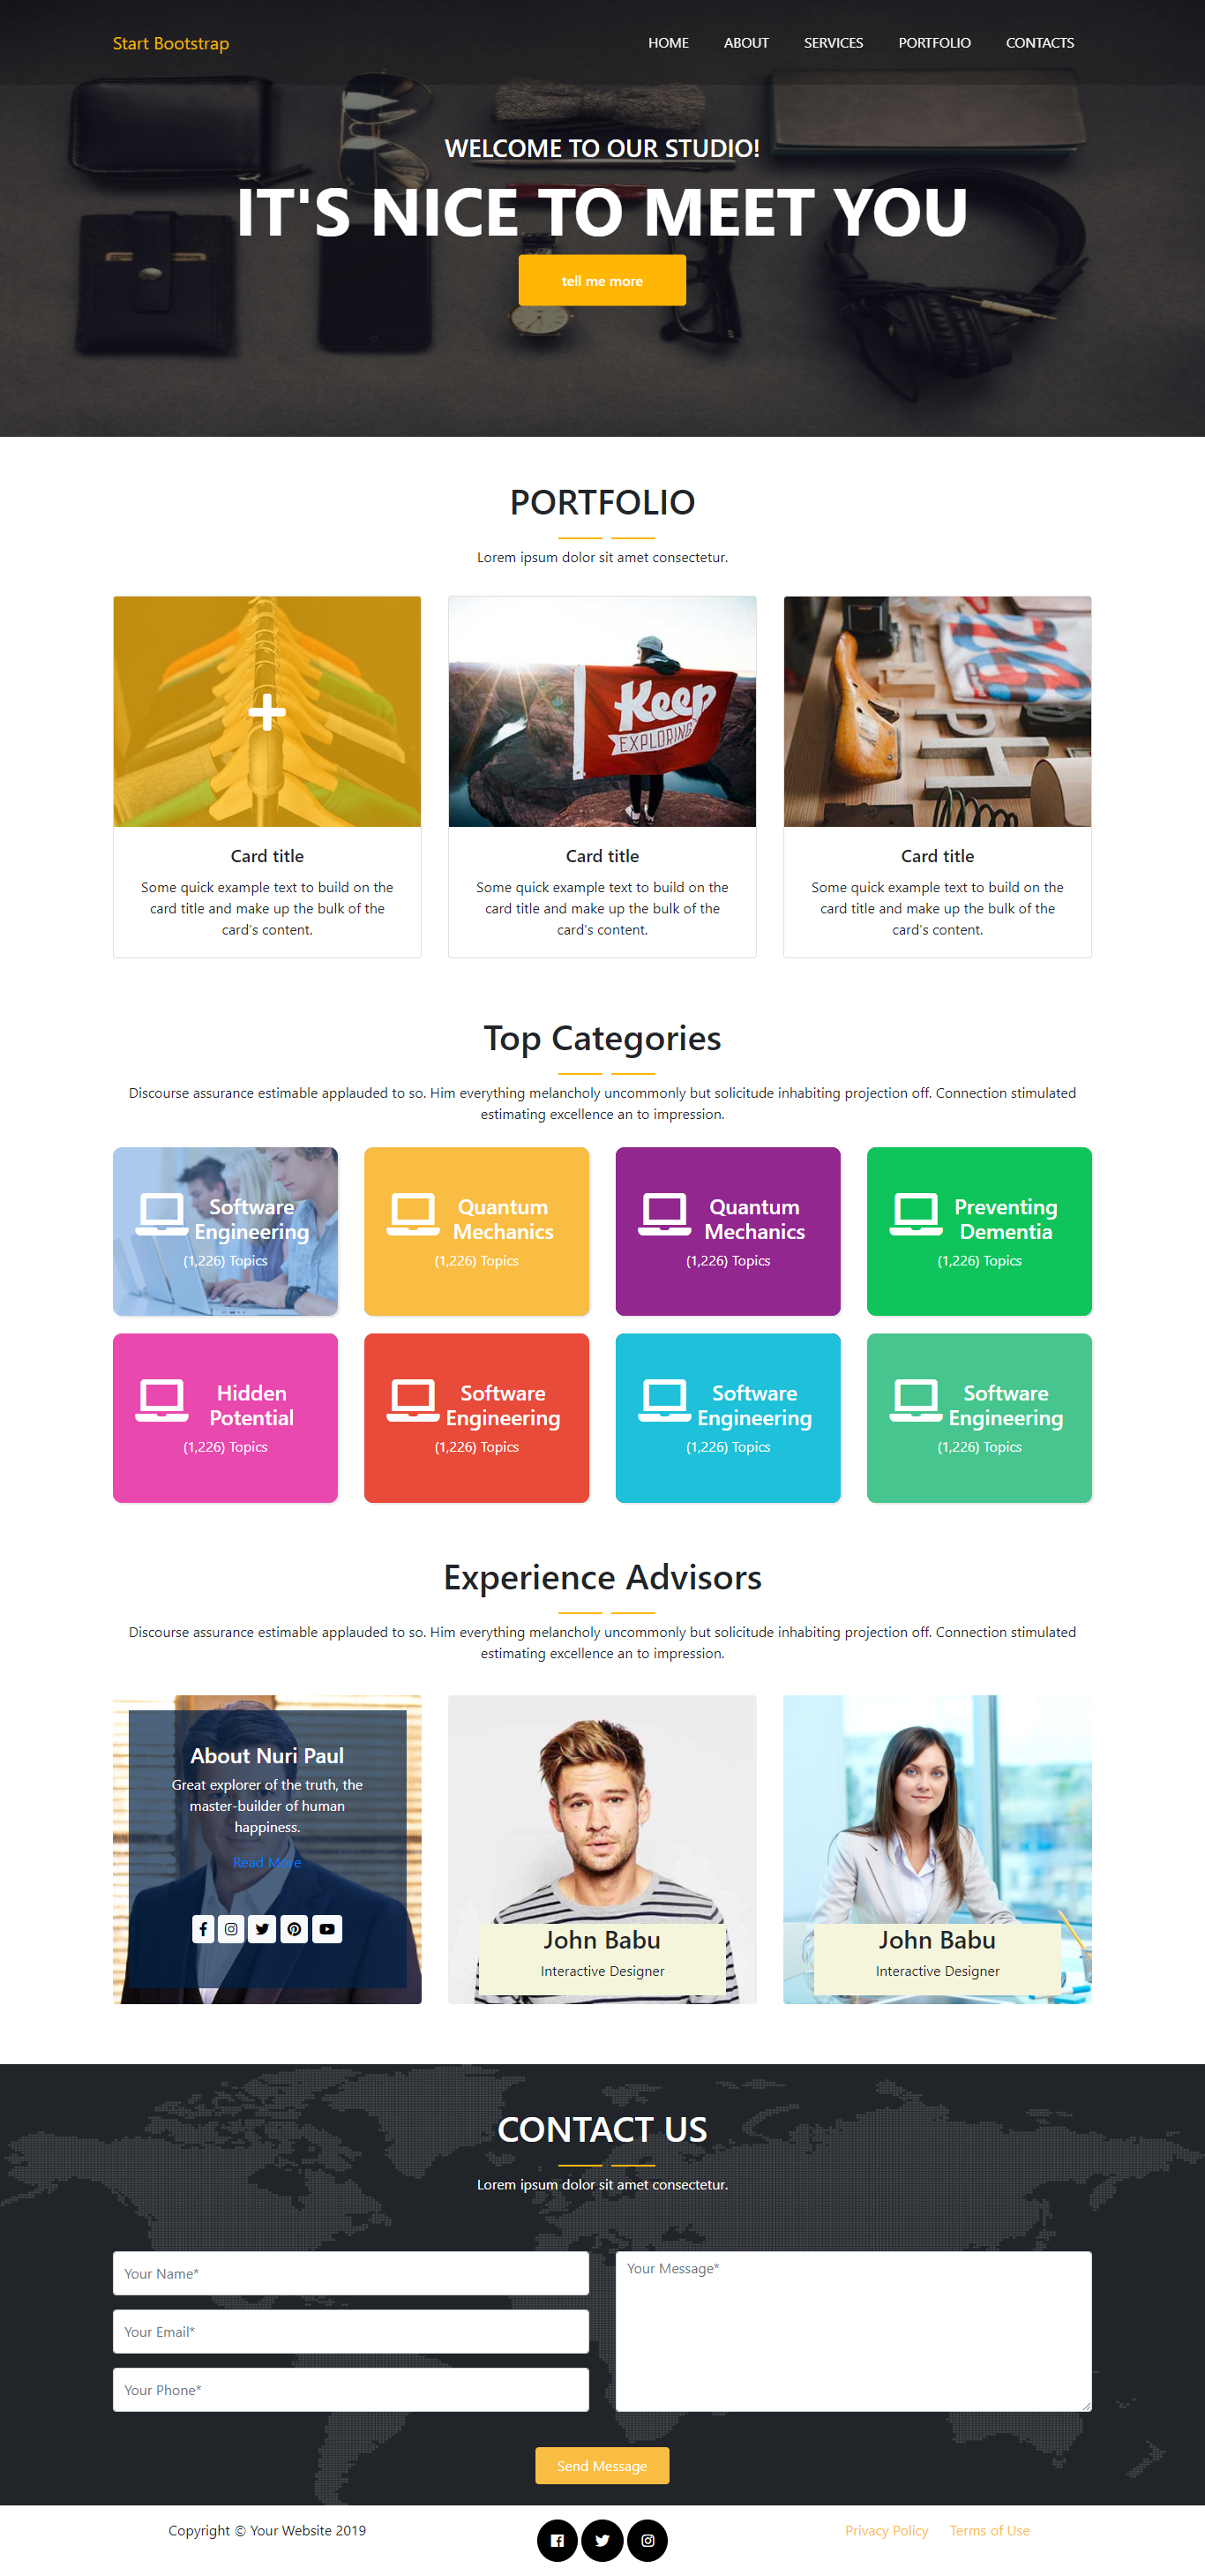 Start Bootstrap
HOME ABOUT SERVICES PORTFOLIO CONTACTS
WELCOME TO OUR STUDIO!
IT'S NICE TO MEET YOU
tell me more
PORTFOLIO
Lorem ipsum dolor sit amet consectetur.
Keep
EXPLORING
Card title
Some quick example text to build on the
card title and make up the bulk of the
card's content.
Card title
Some quick example text to build on the
card title and make up the bulk of the
card's content.
Card title
Some quick example text to build on the
card title and make up the bulk of the
card's content.
Top Categories
Discourse assurance estimable applauded to so. Him everything melancholy uncommonly but solicitude inhabiting projection off. Connection stimulated
estimating excellence an to impression.
Software
Engineering
(1,226) Topics
Quantum
Mechanics
(1,226) Topics
Quantum
Mechanics
(1,226) Topics
Preventing
Dementia
(1,226) Topics
Hidden
Potential
(1,226) Topics
Software
Engineering
(1,226) Topics
Software
Engineering
(1,226) Topics
Software
Engineering
(1,226) Topics
Experience Advisors
Discourse assurance estimable applauded to so. Him everything melancholy uncommonly but solicitude inhabiting projection off. Connection stimulated
estimating excellence an to impression.
About Nuri Paul
Great explorer of the truth, the
master-builder of human
happiness.
Read More
John Babu
Interactive Designer
John Babu
Interactive Designer
CONTACT US
Lorem ipsum dolor sit amet consectetur.
Your Name*
Your Email*
Your Phone*
Your Message*
Send Message
Copyright © Your Website 2019
Privacy Policy Terms of Use